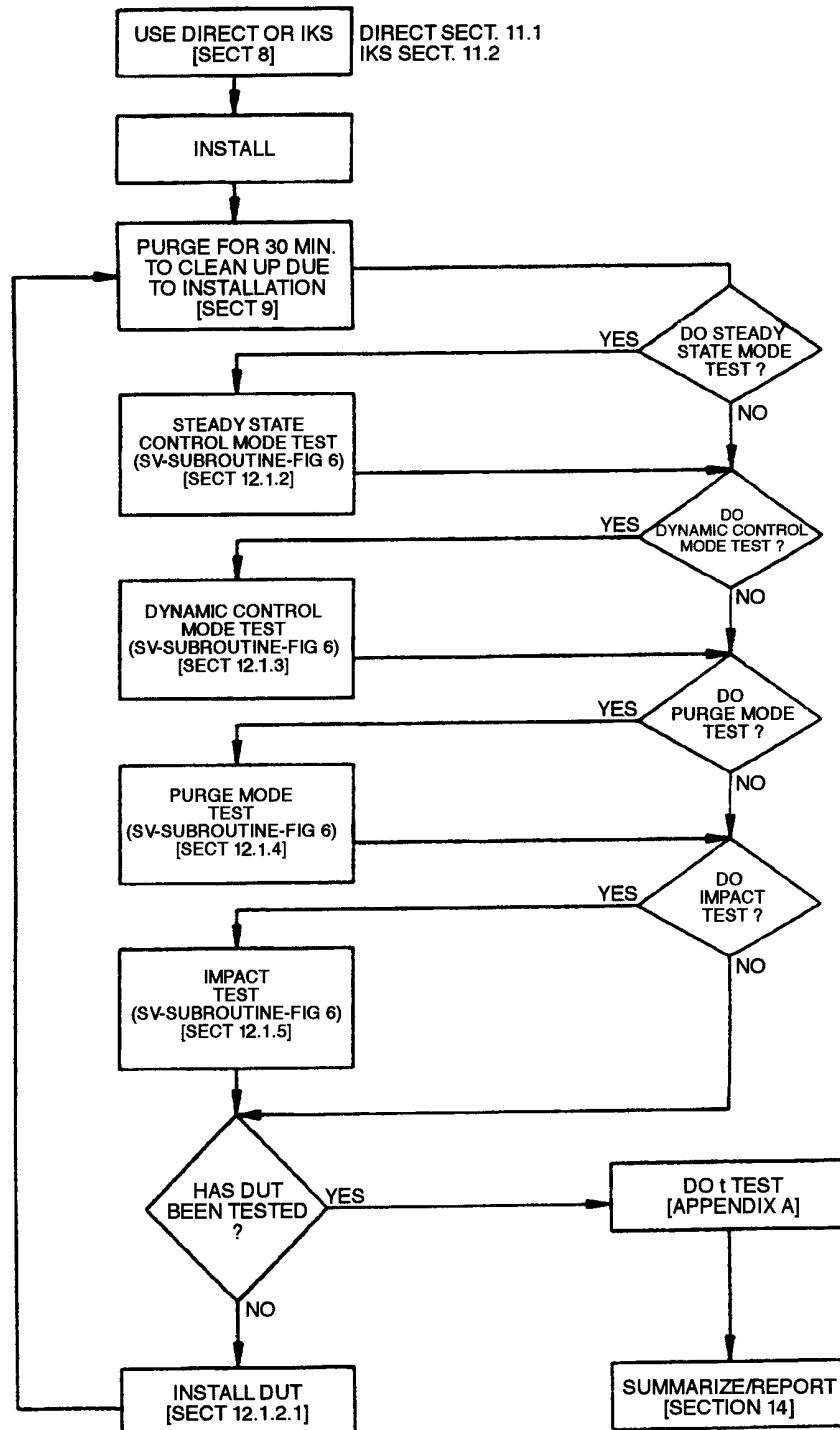 USE DIRECT OR IKS
[SECT 8]
DIRECT SECT. 11.1
IKS SECT. 11.2
INSTALL
PURGE FOR 30 MIN.
TO CLEAN UP DUE
TO INSTALLATION
[SECT 9]
DO STEADY
STATE MODE
TEST ?
YES
NO
STEADY STATE
CONTROL MODE TEST
(SV-SUBROUTINE-FIG 6)
[SECT 12.1.2]
DO
DYNAMIC CONTROL
MODE TEST ?
YES
NO
DYNAMIC CONTROL
MODE TEST
(SV-SUBROUTINE-FIG 6)
[SECT 12.1.3]
DO
PURGE MODE
TEST ?
YES
NO
PURGE MODE
TEST
(SV-SUBROUTINE-FIG 6)
[SECT 12.1.4]
DO
IMPACT
TEST ?
YES
NO
IMPACT
TEST
(SV-SUBROUTINE-FIG 6)
[SECT 12.1.5]
HAS DUT
BEEN TESTED
?
YES
NO
DO t TEST
[APPENDIX A]
INSTALL DUT
[SECT 12.1.2.1]
SUMMARIZE/REPORT
[SECTION 14]